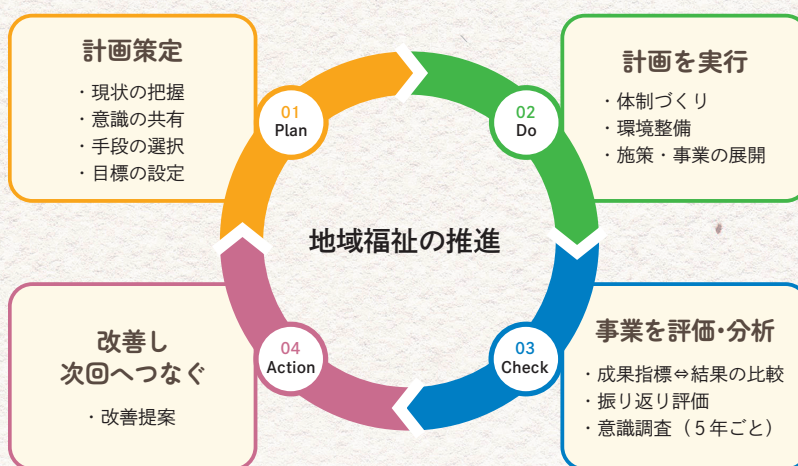 計画策定
・現状の把握
・意識の共有
・手段の選択
・目標の設定
01
Plan
計画を実行
・体制づくり
・環境整備
・施策・事業の展開
02
Do
地域福祉の推進
事業を評価・分析
・成果指標⇔結果の比較
・振り返り評価
・意識調査（5年ごと）
03
Check
改善し
次回へつなぐ
・改善提案
04
Action